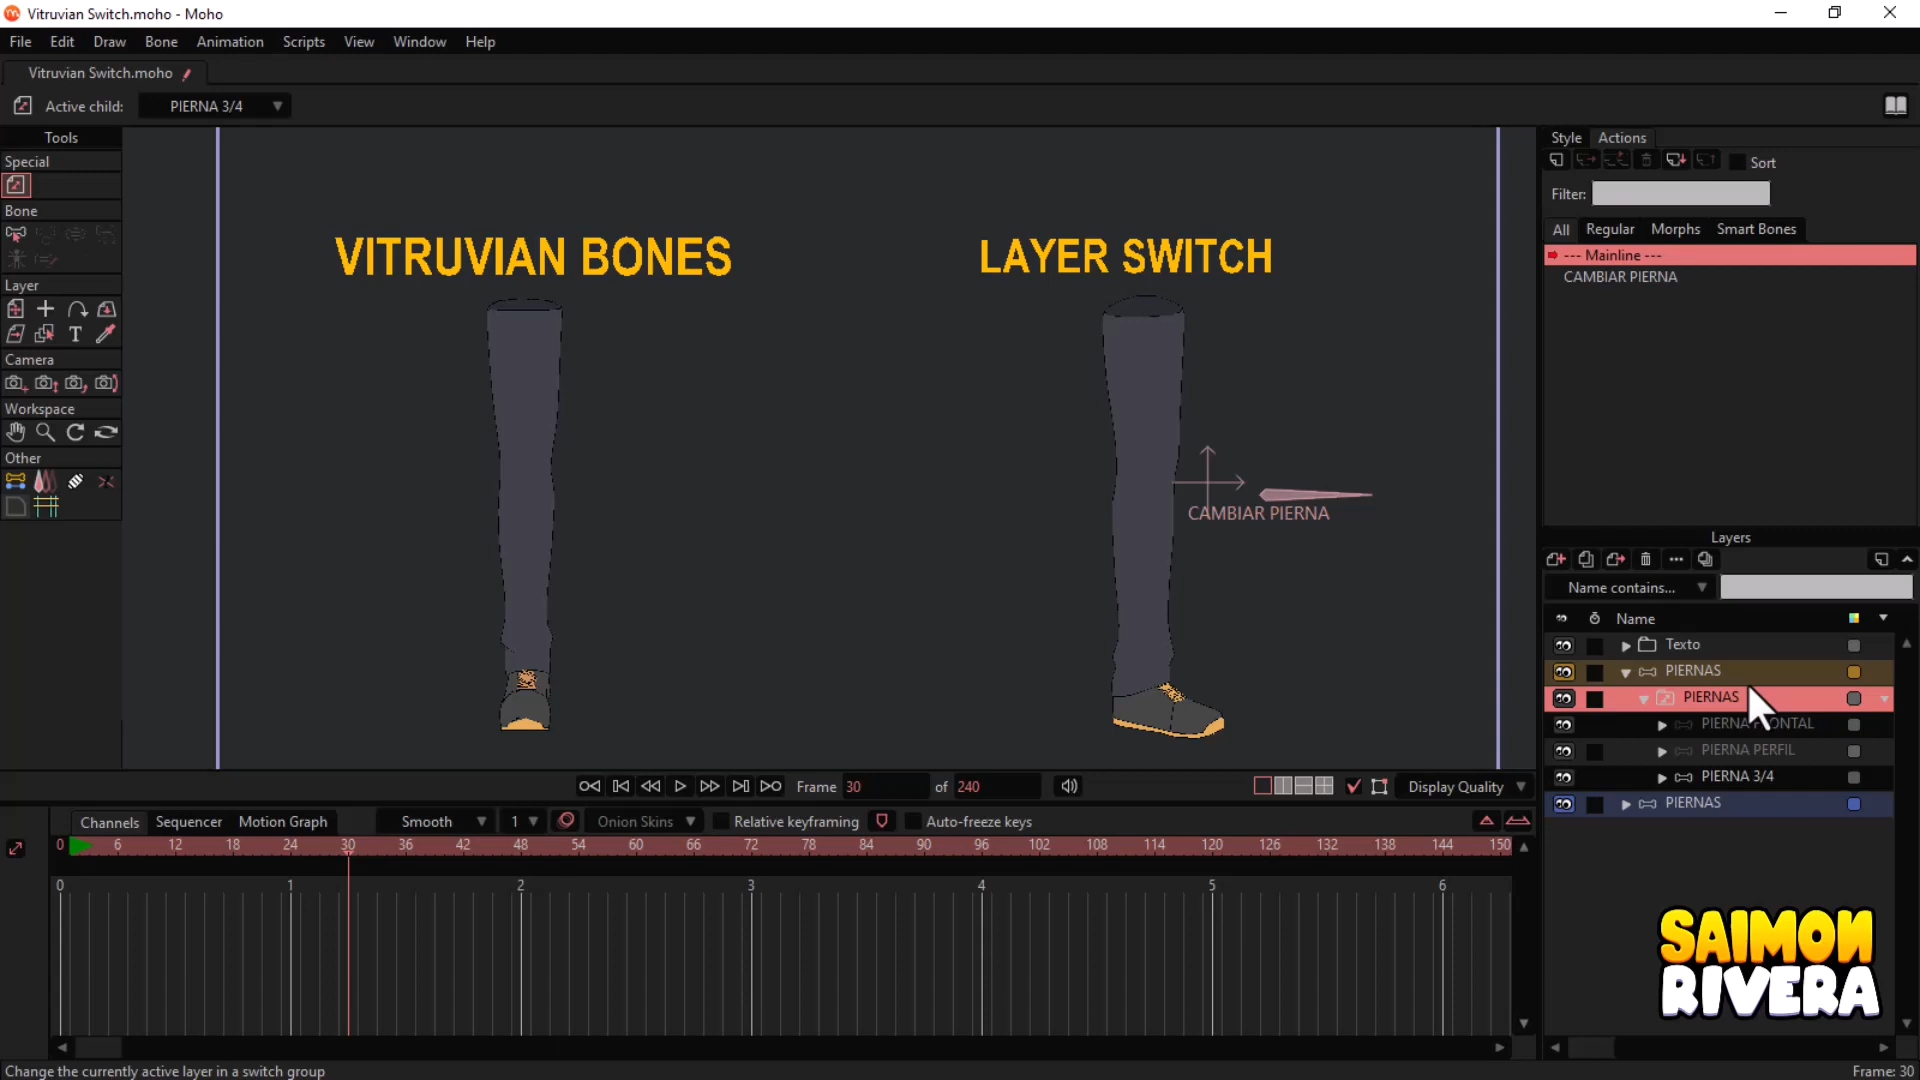 Vitruvian Switch.moho - Moho
File Edit Draw Bone Animation Scripts View Window Help
Vitruvian Switch.moho
Active child: PIERNA 3/4
Tools
Special
Bone
Layer
Camera
Workspace
Other
VITRUVIAN BONES
LAYER SWITCH
CAMBIAR PIERNA
Style Actions
Sort
Filter:
All Regular Morphs Smart Bones
--- Mainline ---
CAMBIAR PIERNA
Layers
Name contains...
Name
Texto
PIERNAS
PIERNAS
PIERNA FRONTAL
PIERNA PERFIL
PIERNA 3/4
PIERNAS
Frame 30 of 240 Display Quality
Channels Sequencer Motion Graph Smooth 1 Onion Skins Relative keyframing Auto-freeze keys
0 6 12 18 24 30 36 42 48 54 60 66 72 78 84 90 96 102 108 114 120 126 132 138 144 150
0 1 2 3 4 5 6
SAIMON
RIVERA
Change the currently active layer in a switch group
Frame: 30